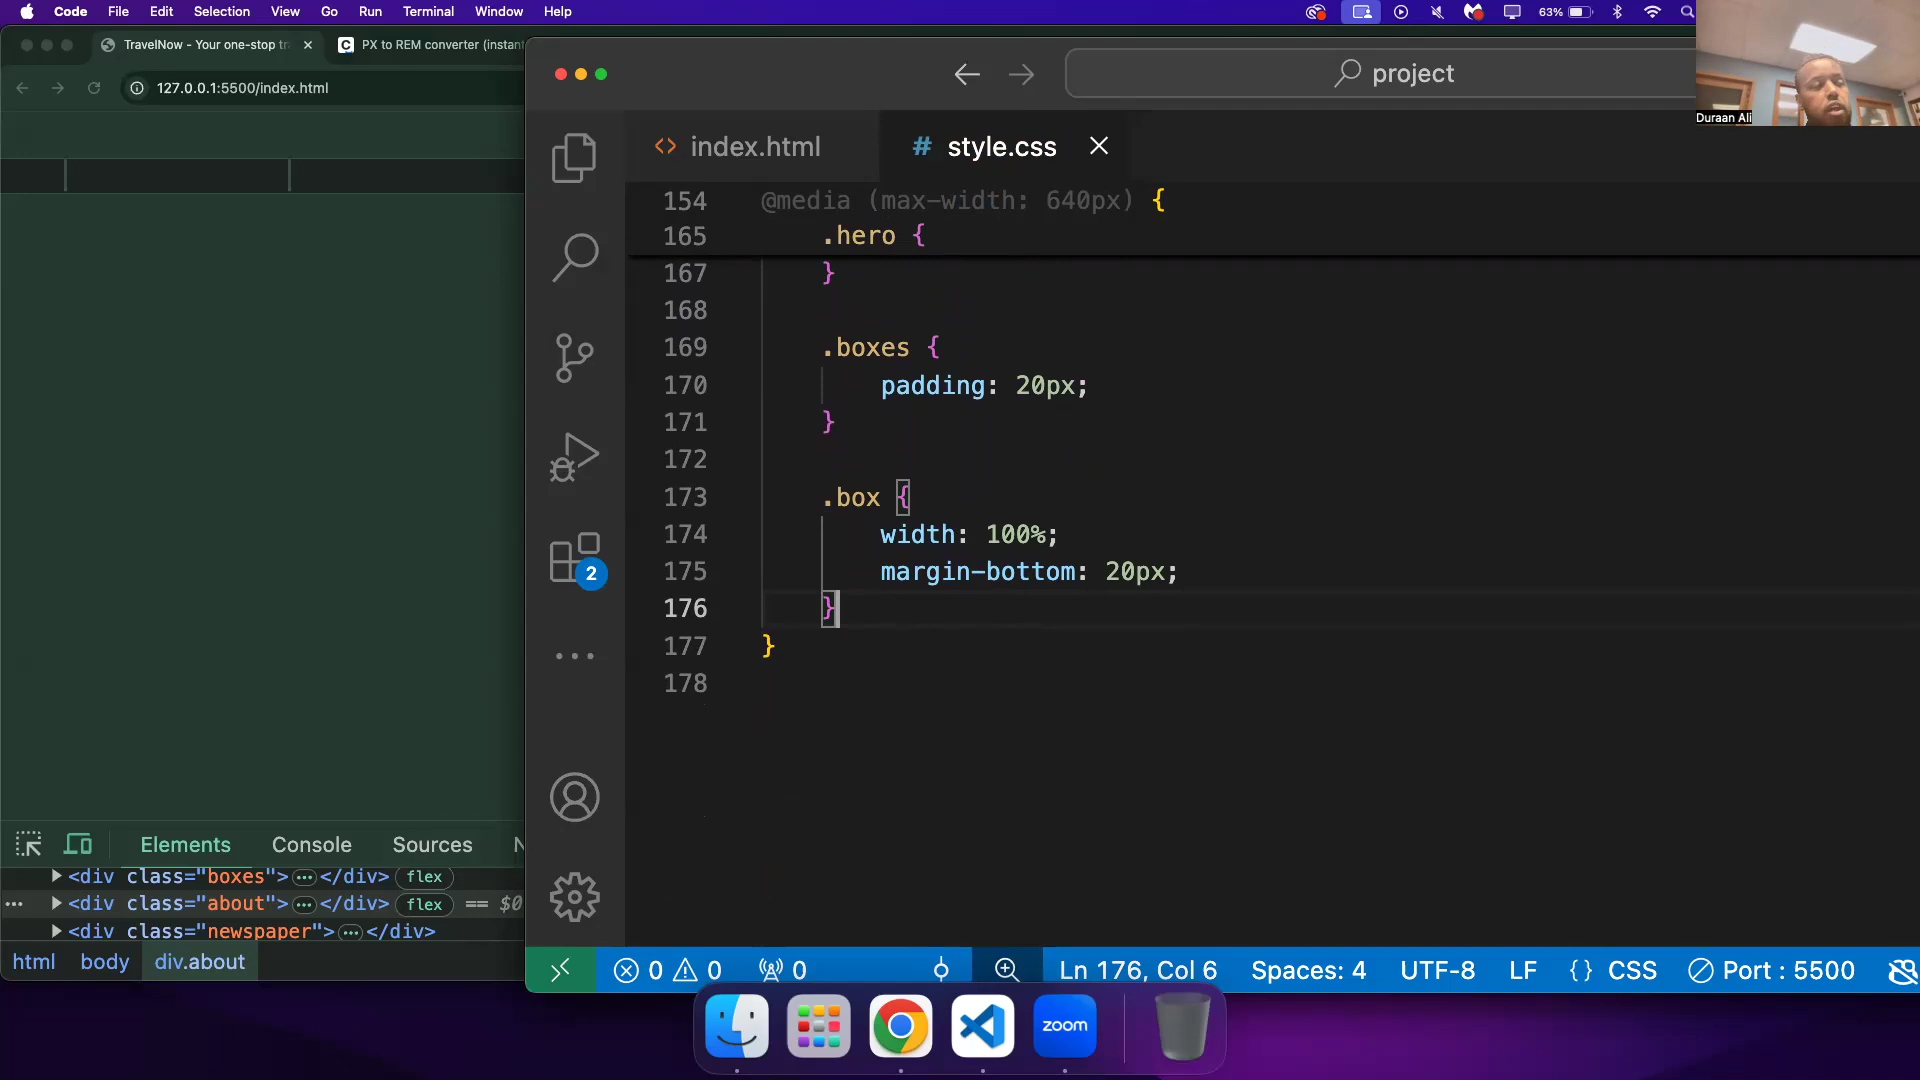 Code File Edit Selection View Go Run Terminal Window Help
63%
TravelNow - Your one-stop tr
PX to REM converter (instant
127.0.0.1:5500/index.html
project
Duraan Ali
<> index.html
# style.css
154 @media (max-width: 640px) {
165 .hero {
167 }
168
169 .boxes {
170 padding: 20px;
171 }
172
173 .box {
174 width: 100%;
175 margin-bottom: 20px;
176 }
177 }
178
2
Elements Console Sources N
<div class="boxes"> … </div> flex
… <div class="about"> … </div> flex == $0
<div class="newspaper"> … </div>
html body div.about
0 0 0 Ln 176, Col 6 Spaces: 4 UTF-8 LF {} CSS Port : 5500
zoom